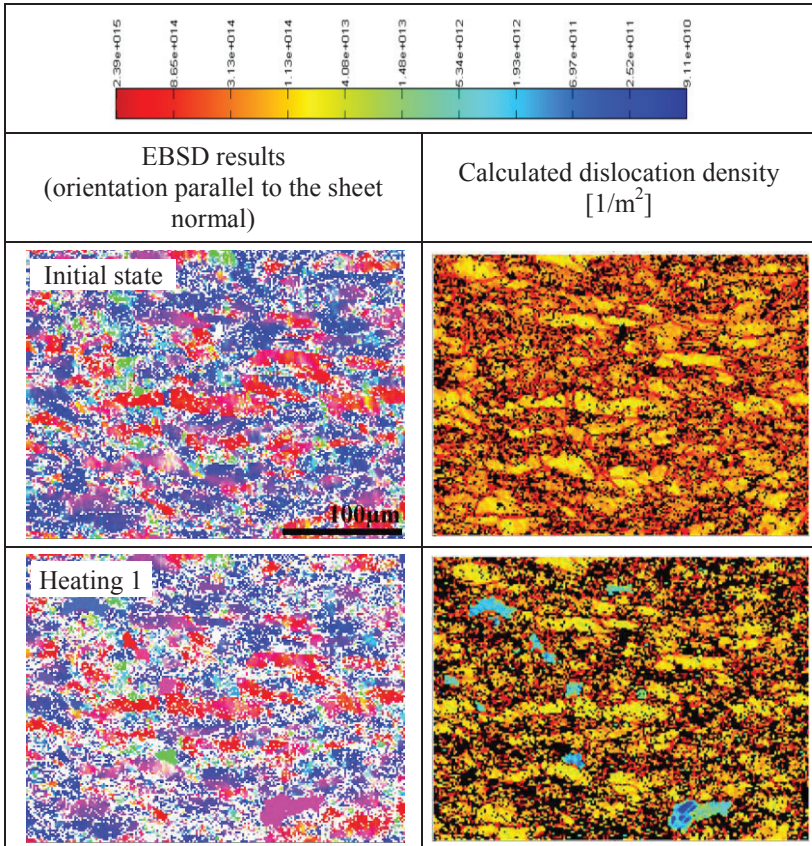 2.39e+015
8.65e+014
3.13e+014
1.13e+014
4.08e+013
1.48e+013
5.34e+012
1.93e+012
6.97e+011
2.52e+011
9.11e+010
EBSD results
(orientation parallel to the sheet
normal)
Calculated dislocation density
[1/m²]
Initial state
100μm
Heating 1